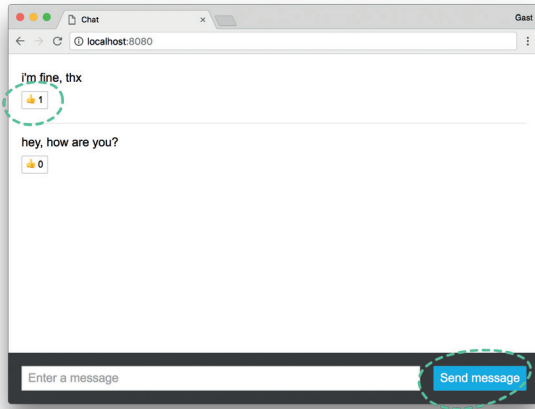 Chat
Gast
localhost:8080
i'm fine, thx
👍 1
hey, how are you?
👍 0
Enter a message
Send message